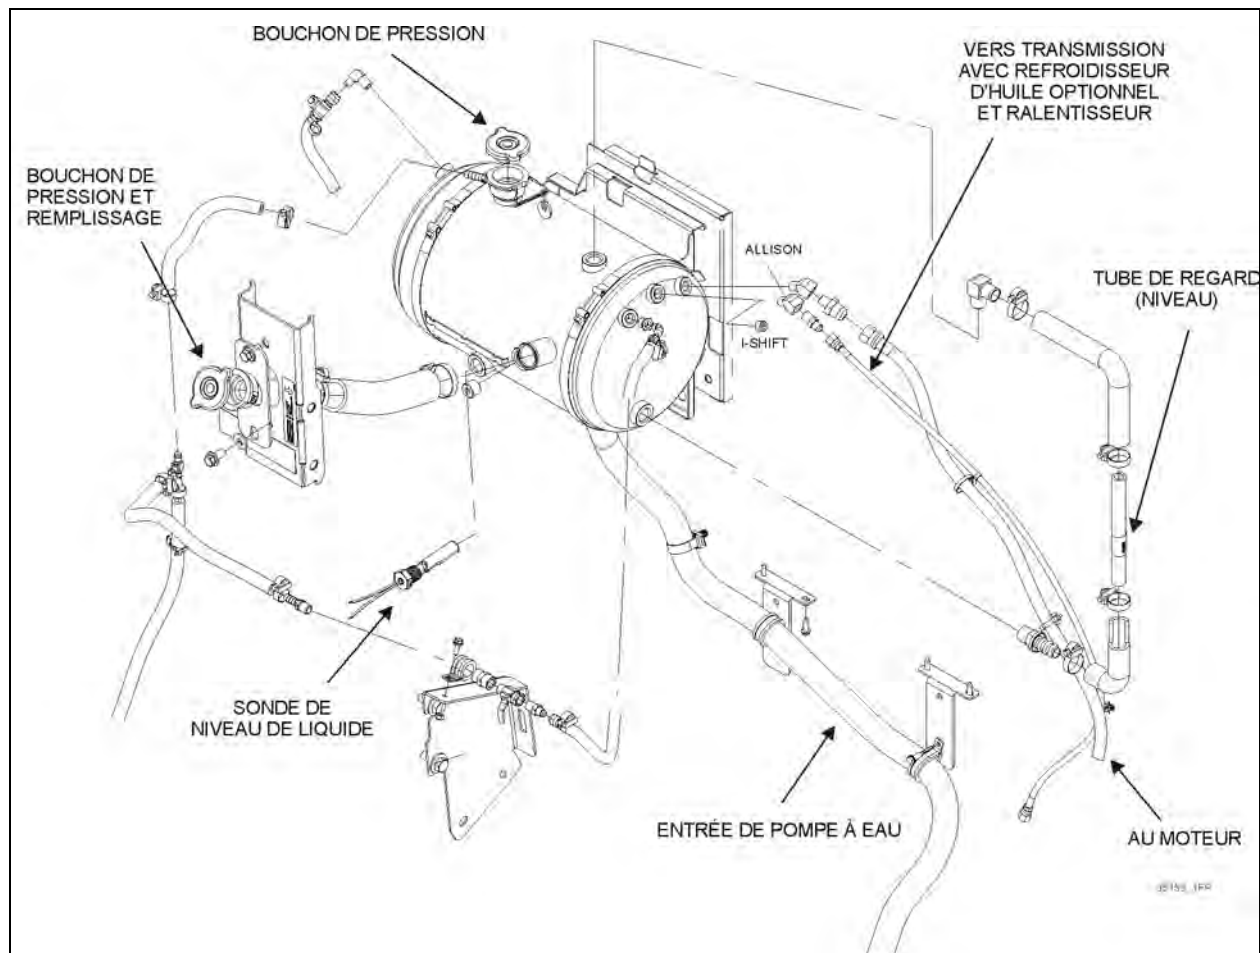 BOUCHON DE PRESSION
VERS TRANSMISSION
AVEC REFROIDISSEUR
D'HUILE OPTIONNEL
ET RALENTISSEUR
BOUCHON DE
PRESSION ET
REMPLISSAGE
ALLISON
TUBE DE REGARD
(NIVEAU)
I-SHIFT
SONDE DE
NIVEAU DE LIQUIDE
ENTRÉE DE POMPE À EAU
AU MOTEUR